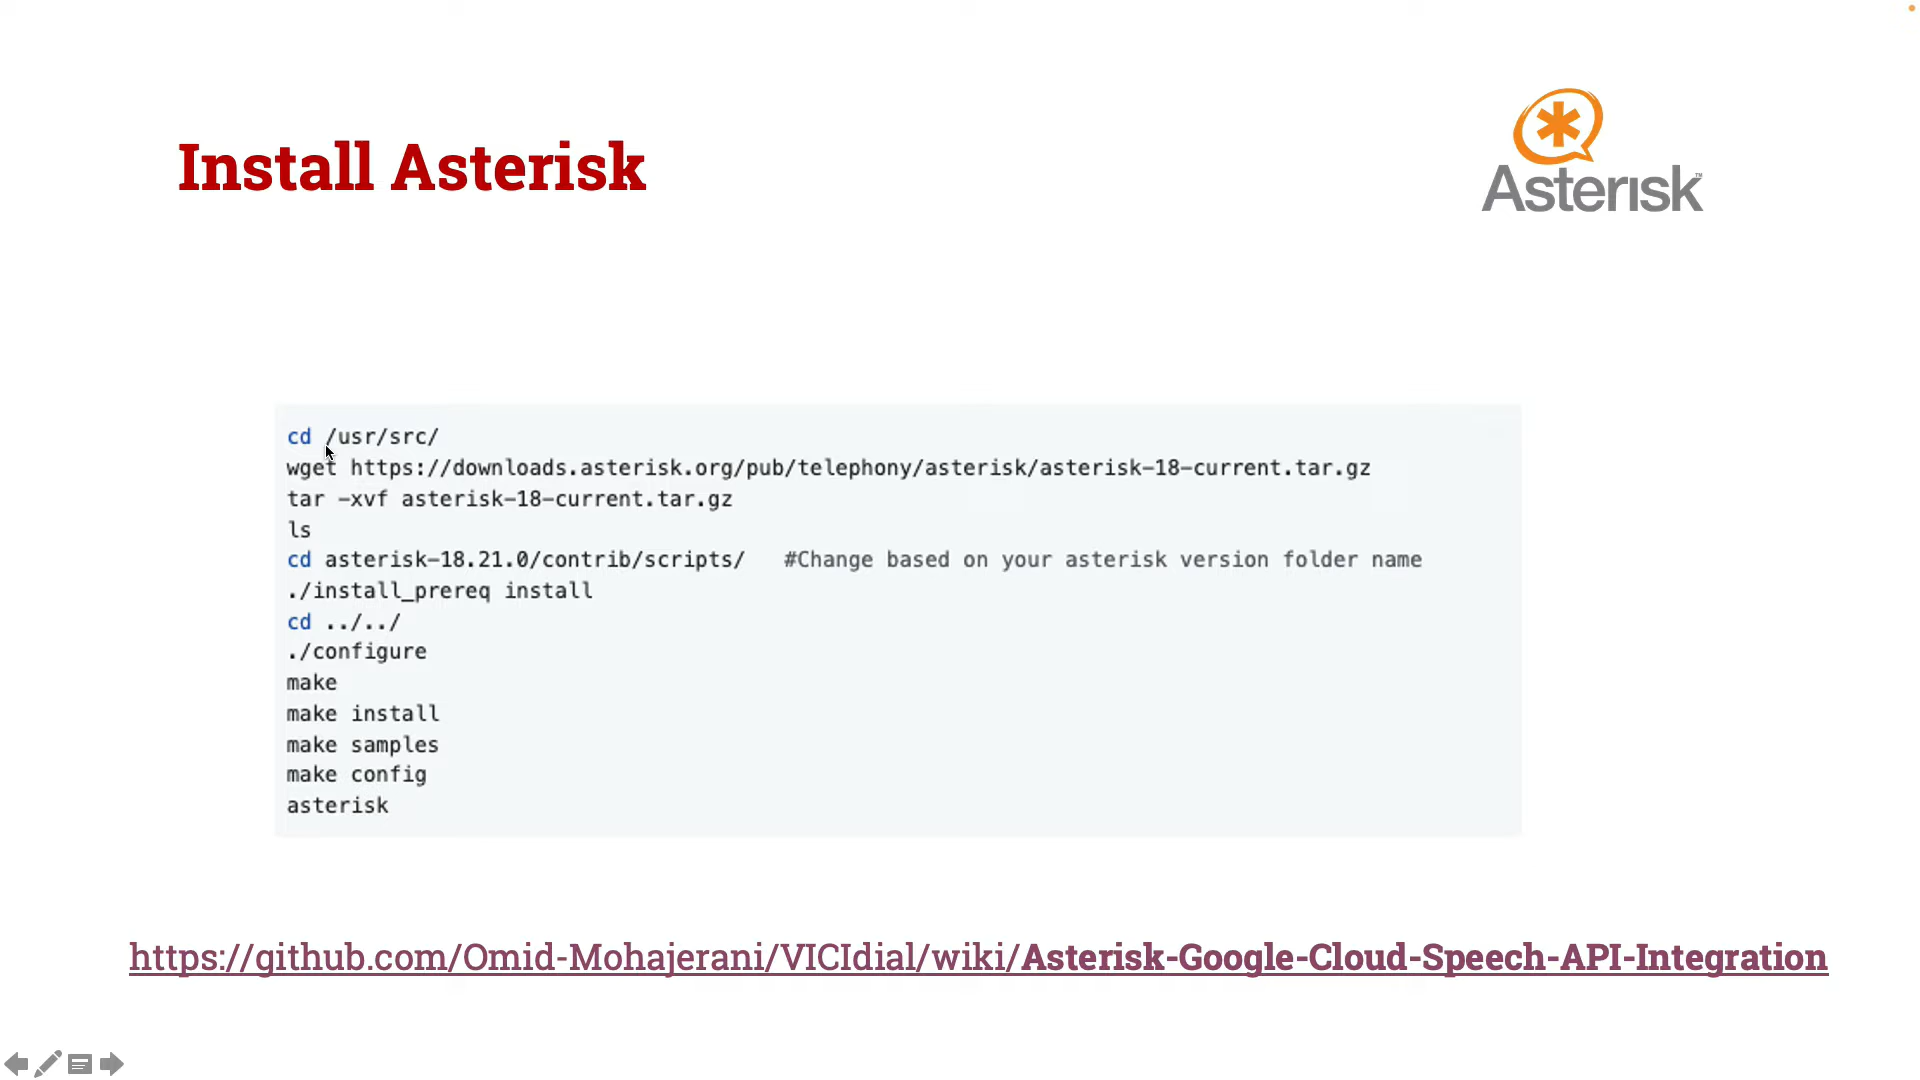 Install Asterisk
Asterisk™
cd /usr/src/
wget https://downloads.asterisk.org/pub/telephony/asterisk/asterisk-18-current.tar.gz
tar -xvf asterisk-18-current.tar.gz
ls
cd asterisk-18.21.0/contrib/scripts/   #Change based on your asterisk version folder name
./install_prereq install
cd ../../
./configure
make
make install
make samples
make config
asterisk
https://github.com/Omid-Mohajerani/VICIdial/wiki/Asterisk-Google-Cloud-Speech-API-Integration